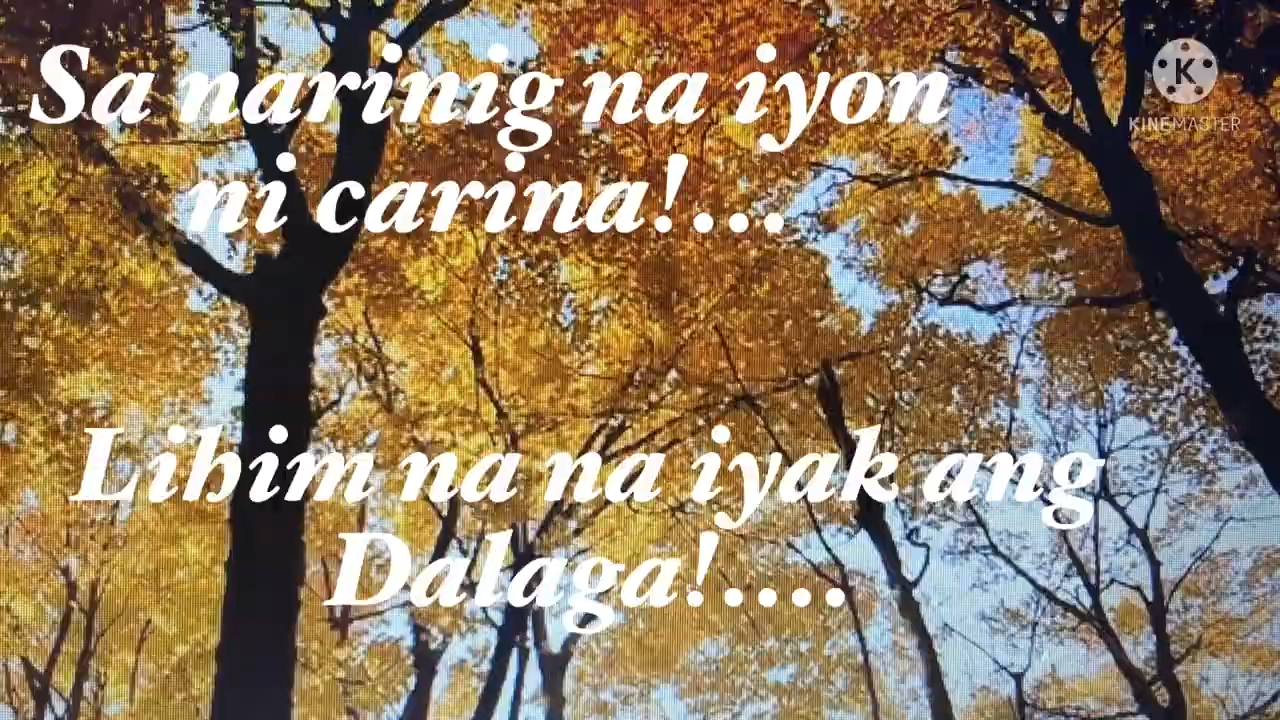 Sa narinig na iyon
ni carina!...
Lihim na na iyak ang
Dalaga!....
K
KINEMASTER